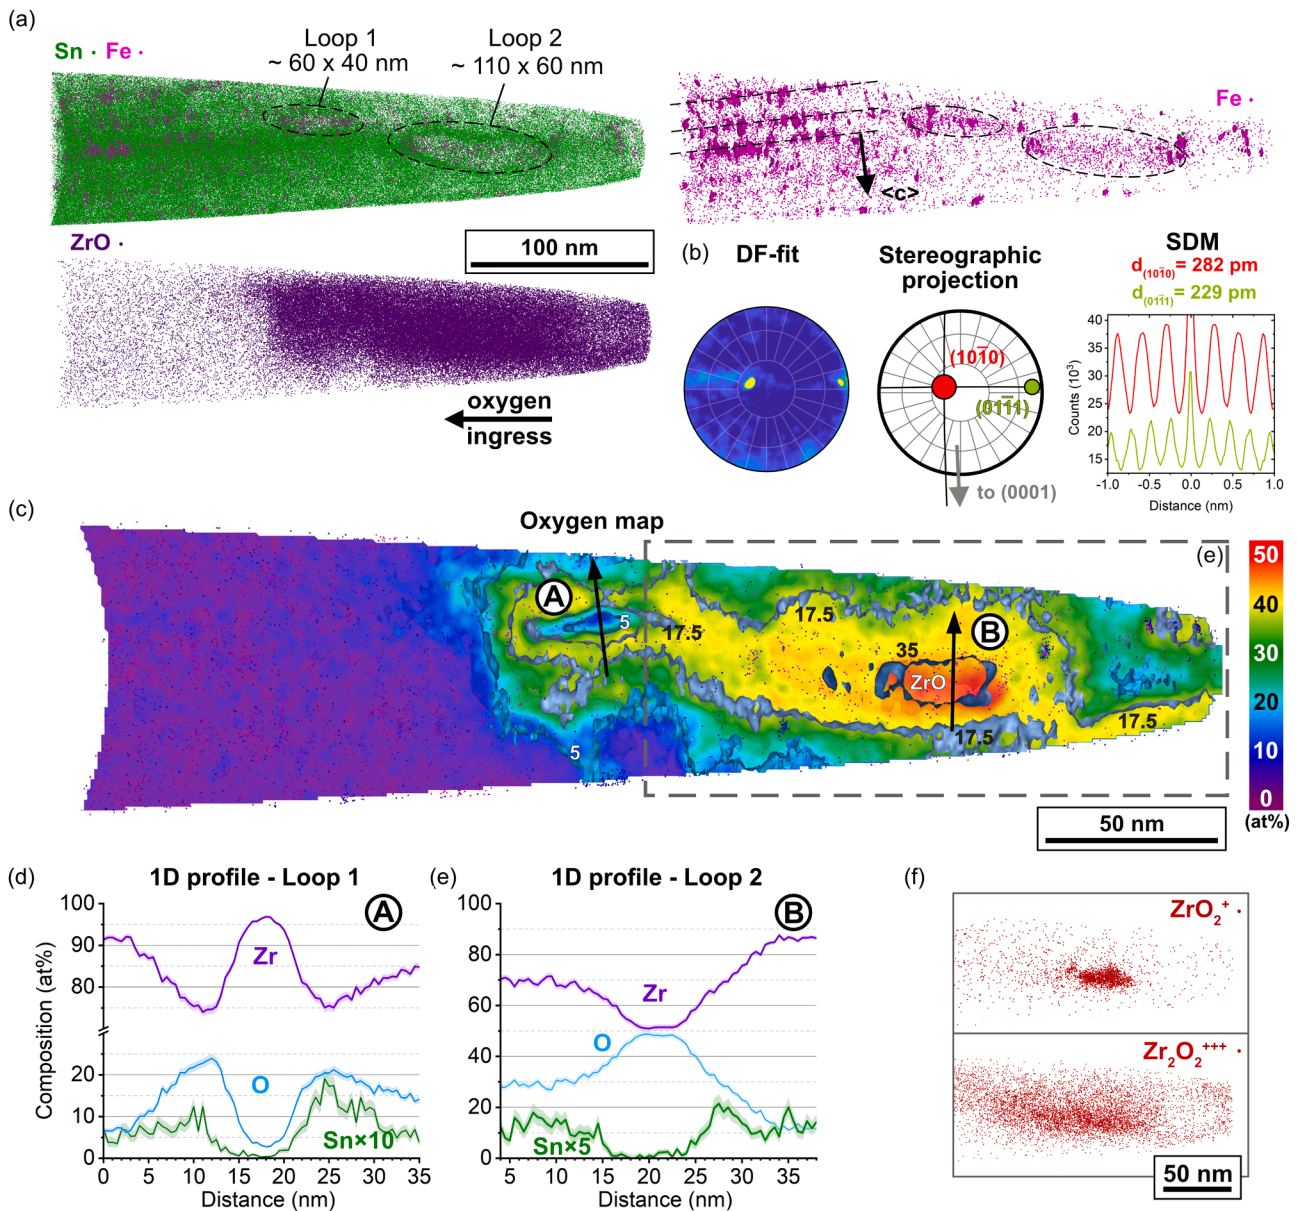 (a)
Sn · Fe ·
Loop 1
~ 60 x 40 nm
Loop 2
~ 110 x 60 nm
Fe ·
<c>
ZrO ·
100 nm
oxygen
ingress
(b)
DF-fit
Stereographic
projection
(101̄0)
(011̄1)
to (0001)
SDM
d(101̄0)= 282 pm
d(011̄1)= 229 pm
Counts (10³)
40
35
30
25
20
15
-1.0 -0.5 0.0 0.5 1.0
Distance (nm)
(c)
Oxygen map
(e)
A
5
17.5
17.5
35
B
ZrO
17.5
17.5
5
50
40
30
20
10
0
(at%)
50 nm
(d)
1D profile - Loop 1
A
Composition (at%)
100
90
80
20
10
0
Zr
O
Sn×10
0 5 10 15 20 25 30 35
Distance (nm)
(e)
1D profile - Loop 2
B
100
80
60
40
20
0
Zr
O
Sn×5
5 10 15 20 25 30 35
Distance (nm)
(f)
ZrO₂⁺ ·
Zr₂O₂⁺⁺⁺ ·
50 nm